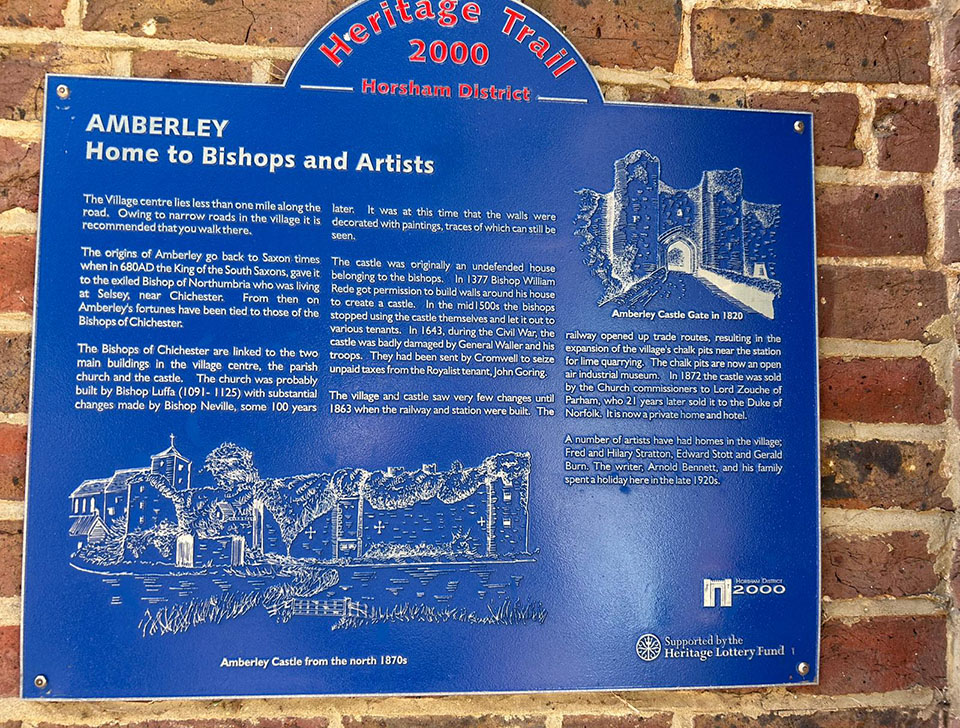 Heritage Trail
2000
Horsham District
AMBERLEY
Home to Bishops and Artists
The Village centre lies less than one mile along the
road. Owing to narrow roads in the village it is
recommended that you walk there.
The origins of Amberley go back to Saxon times
when in 680AD the King of the South Saxons, gave it
to the exiled Bishop of Northumbria who was living
at Selsey, near Chichester. From then on
Amberley's fortunes have been tied to those of the
Bishops of Chichester.
The Bishops of Chichester are linked to the two
main buildings in the village centre, the parish
church and the castle. The church was probably
built by Bishop Luffa (1091- 1125) with substantial
changes made by Bishop Neville, some 100 years
later. It was at this time that the walls were
decorated with paintings, traces of which can still be
seen.
The castle was originally an undefended house
belonging to the bishops. In 1377 Bishop William
Rede got permission to build walls around his house
to create a castle. In the mid1500s the bishops
stopped using the castle themselves and let it out to
various tenants. In 1643, during the Civil War, the
castle was badly damaged by General Waller and his
troops. They had been sent by Cromwell to seize
unpaid taxes from the Royalist tenant, John Goring.
The village and castle saw very few changes until
1863 when the railway and station were built. The
Amberley Castle Gate in 1820
railway opened up trade routes, resulting in the
expansion of the village's chalk pits near the station
for lime quarrying. The chalk pits are now an open
air industrial museum. In 1872 the castle was sold
by the Church commissioners to Lord Zouche of
Parham, who 21 years later sold it to the Duke of
Norfolk. It is now a private home and hotel.
A number of artists have had homes in the village;
Fred and Hilary Stratton, Edward Stott and Gerald
Burn. The writer, Arnold Bennett, and his family
spent a holiday here in the late 1920s.
Amberley Castle from the north 1870s
Horsham District
2000
Supported by the
Heritage Lottery Fund
1